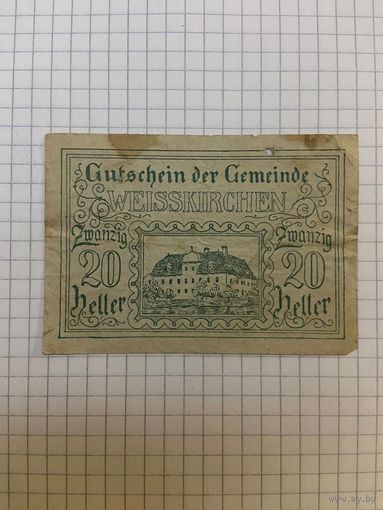 Gutschein der Gemeinde
WEISSKIRCHEN
Zwanzig Zwanzig
20 20
Heller Heller
www.ay.by